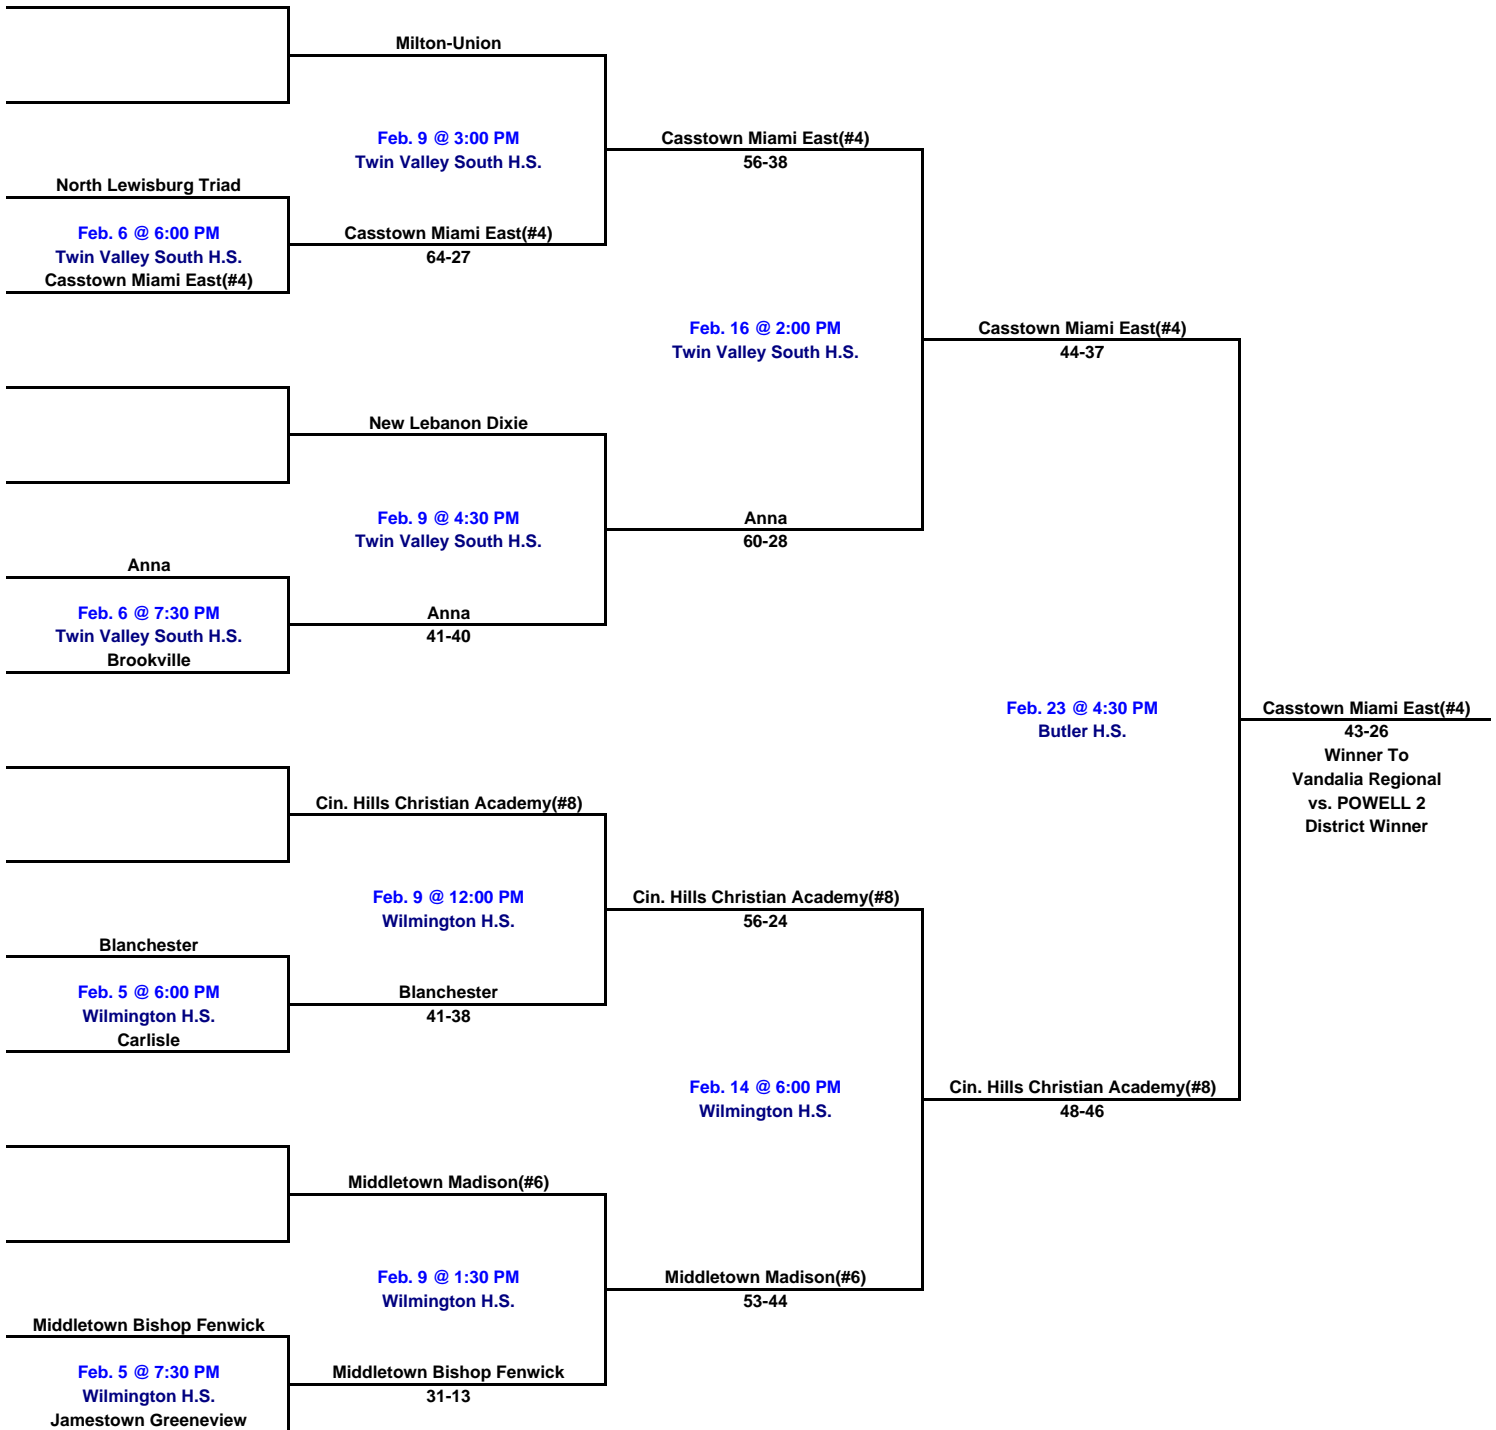 Milton-Union
Feb. 9 @ 3:00 PM
Twin Valley South H.S.
Casstown Miami East(#4)
56-38
North Lewisburg Triad
Feb. 6 @ 6:00 PM
Twin Valley South H.S.
Casstown Miami East(#4)
Casstown Miami East(#4)
64-27
Feb. 16 @ 2:00 PM
Twin Valley South H.S.
Casstown Miami East(#4)
44-37
New Lebanon Dixie
Feb. 9 @ 4:30 PM
Twin Valley South H.S.
Anna
60-28
Anna
Feb. 6 @ 7:30 PM
Twin Valley South H.S.
Brookville
Anna
41-40
Feb. 23 @ 4:30 PM
Butler H.S.
Casstown Miami East(#4)
43-26
Winner To
Vandalia Regional
vs. POWELL 2
District Winner
Cin. Hills Christian Academy(#8)
Feb. 9 @ 12:00 PM
Wilmington H.S.
Cin. Hills Christian Academy(#8)
56-24
Blanchester
Feb. 5 @ 6:00 PM
Wilmington H.S.
Carlisle
Blanchester
41-38
Feb. 14 @ 6:00 PM
Wilmington H.S.
Cin. Hills Christian Academy(#8)
48-46
Middletown Madison(#6)
Feb. 9 @ 1:30 PM
Wilmington H.S.
Middletown Madison(#6)
53-44
Middletown Bishop Fenwick
Feb. 5 @ 7:30 PM
Wilmington H.S.
Jamestown Greeneview
Middletown Bishop Fenwick
31-13